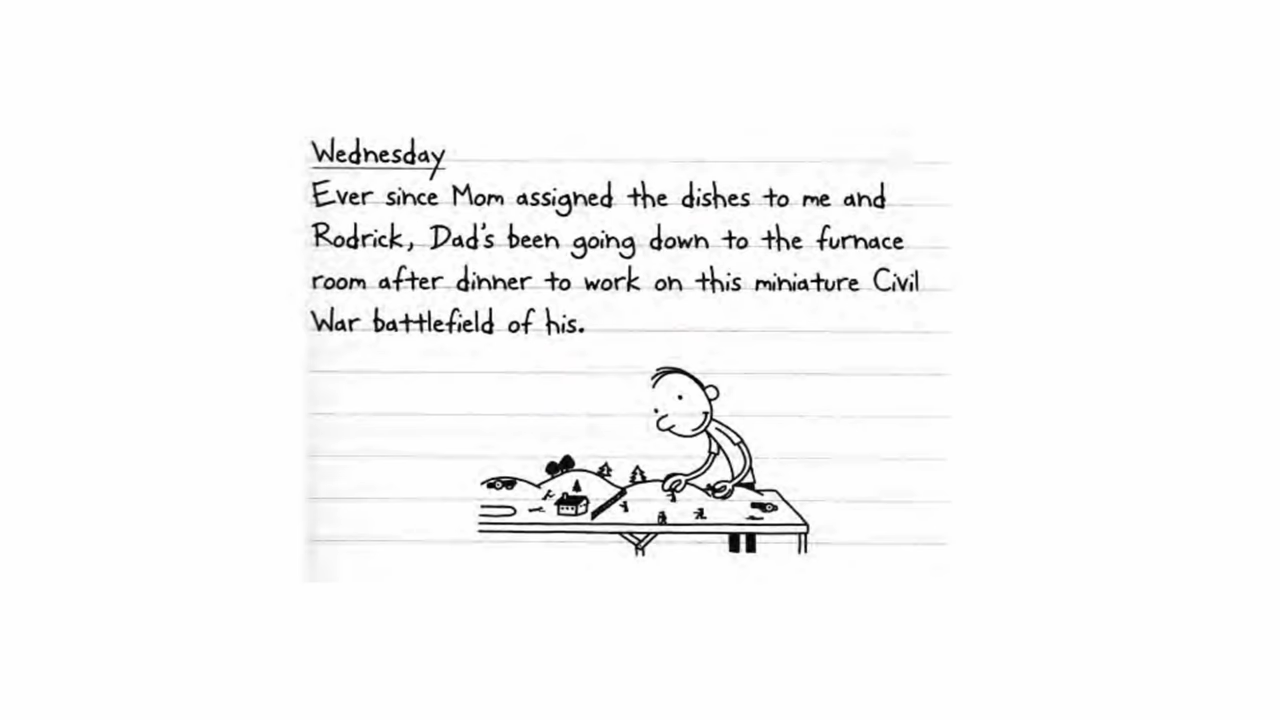 Wednesday
Ever since Mom assigned the dishes to me and
Rodrick, Dad's been going down to the furnace
room after dinner to work on this miniature Civil
War battlefield of his.